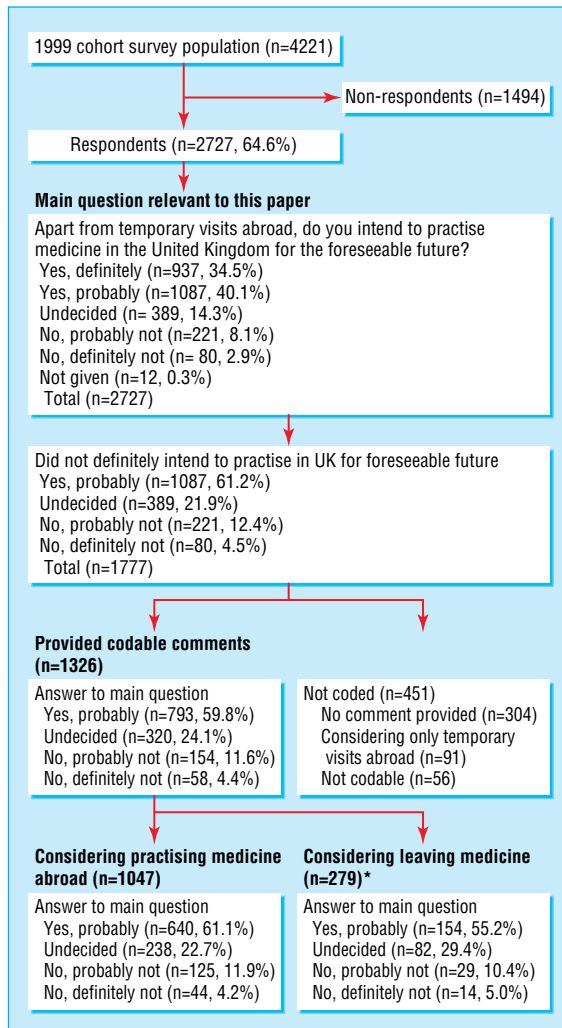 1999 cohort survey population (n=4221)
Non-respondents (n=1494)
Respondents (n=2727, 64.6%)
Main question relevant to this paper
Apart from temporary visits abroad, do you intend to practise
medicine in the United Kingdom for the foreseeable future?
Yes, definitely (n=937, 34.5%)
Yes, probably (n=1087, 40.1%)
Undecided (n= 389, 14.3%)
No, probably not (n=221, 8.1%)
No, definitely not (n= 80, 2.9%)
Not given (n=12, 0.3%)
Total (n=2727)
Did not definitely intend to practise in UK for foreseeable future
Yes, probably (n=1087, 61.2%)
Undecided (n=389, 21.9%)
No, probably not (n=221, 12.4%)
No, definitely not (n=80, 4.5%)
Total (n=1777)
Provided codable comments
(n=1326)
Answer to main question
Yes, probably (n=793, 59.8%)
Undecided (n=320, 24.1%)
No, probably not (n=154, 11.6%)
No, definitely not (n=58, 4.4%)
Not coded (n=451)
No comment provided (n=304)
Considering only temporary
visits abroad (n=91)
Not codable (n=56)
Considering practising medicine
abroad (n=1047)
Answer to main question
Yes, probably (n=640, 61.1%)
Undecided (n=238, 22.7%)
No, probably not (n=125, 11.9%)
No, definitely not (n=44, 4.2%)
Considering leaving medicine
(n=279)*
Answer to main question
Yes, probably (n=154, 55.2%)
Undecided (n=82, 29.4%)
No, probably not (n=29, 10.4%)
No, definitely not (n=14, 5.0%)